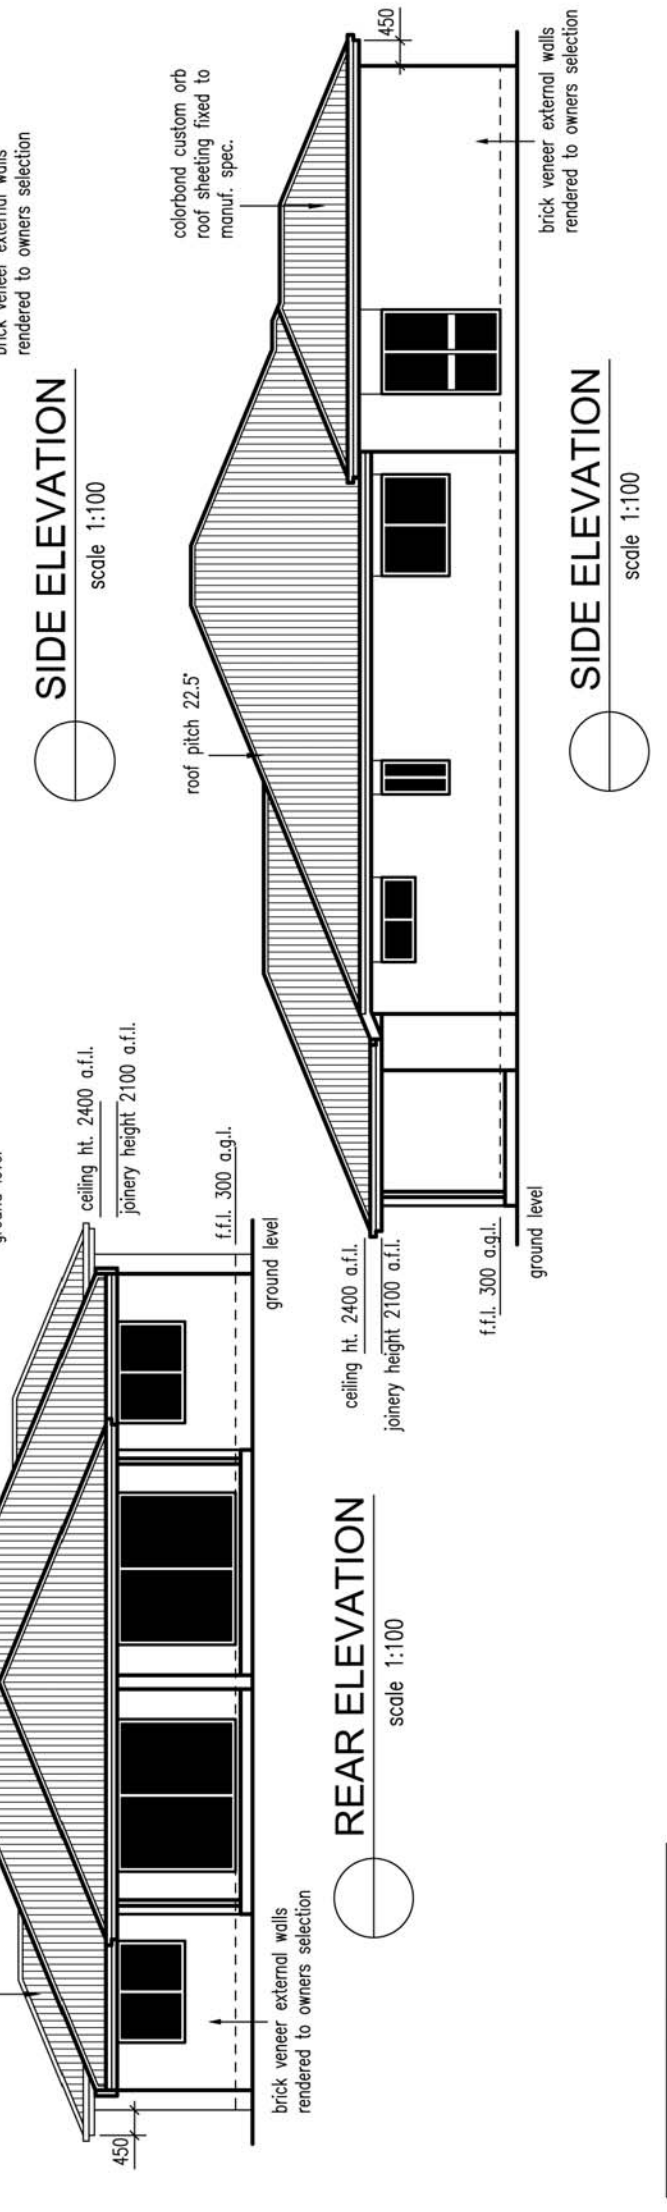 brick veneer external walls
rendered to owners selection
SIDE ELEVATION
scale 1:100
ground level
ceiling ht. 2400 a.f.l.
joinery height 2100 a.f.l.
f.f.l. 300 a.g.l.
ground level
450
brick veneer external walls
rendered to owners selection
REAR ELEVATION
scale 1:100
colorbond custom orb
roof sheeting fixed to
manuf. spec.
roof pitch 22.5°
450
ceiling ht. 2400 a.f.l.
joinery height 2100 a.f.l.
f.f.l. 300 a.g.l.
ground level
brick veneer external walls
rendered to owners selection
SIDE ELEVATION
scale 1:100